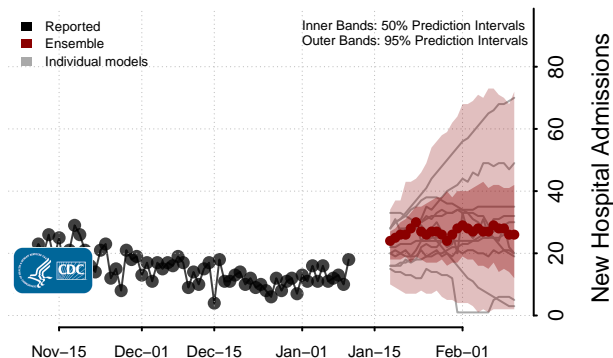 Reported
Ensemble
Individual models
Inner Bands: 50% Prediction Intervals
Outer Bands: 95% Prediction Intervals
New Hospital Admissions
80
60
40
20
0
CDC
Nov–15
Dec–01
Dec–15
Jan–01
Jan–15
Feb–01